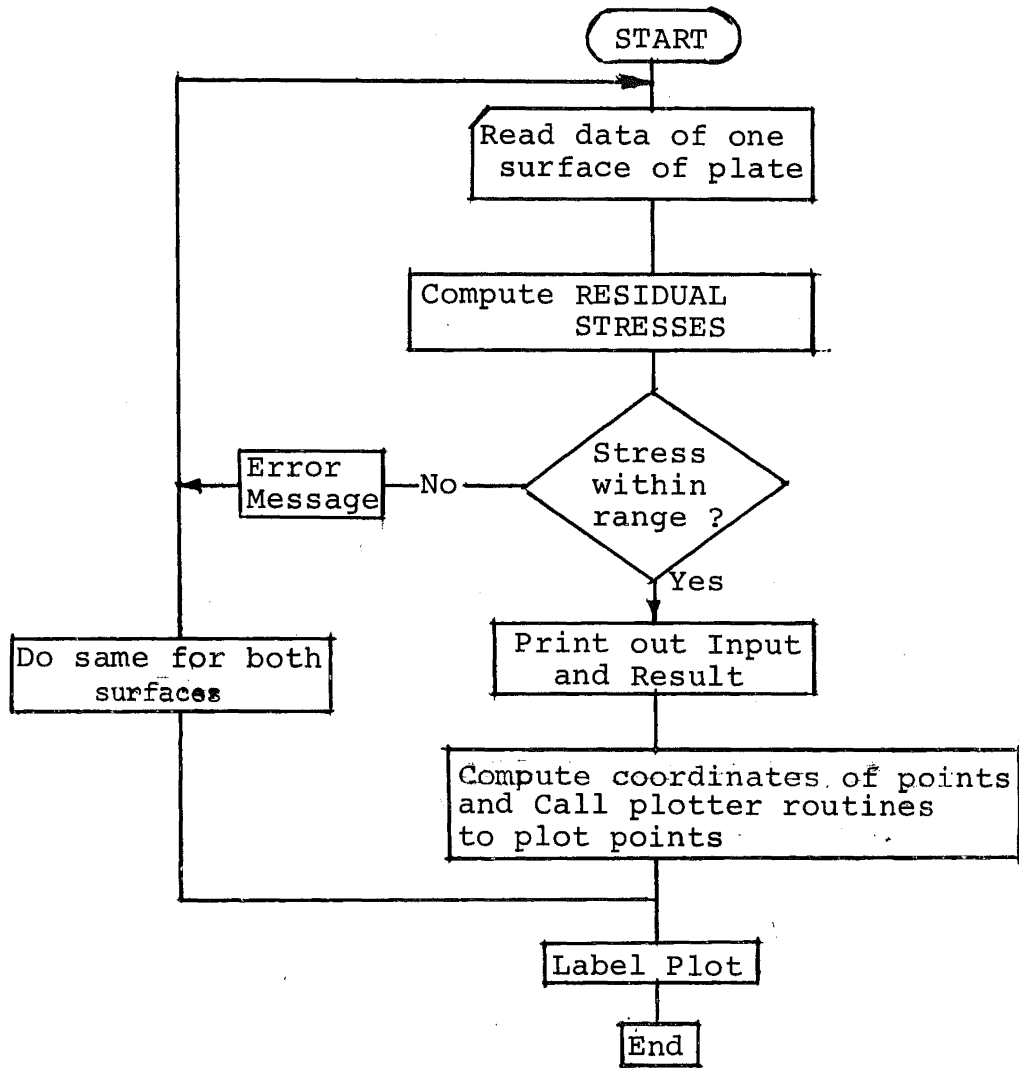 START
Read data of one
surface of plate
Compute RESIDUAL
STRESSES
Stress
within
range ?
No
Error
Message
Yes
Do same for both
surfaces
Print out Input
and Result
Compute coordinates of points
and Call plotter routines
to plot points
Label Plot
End